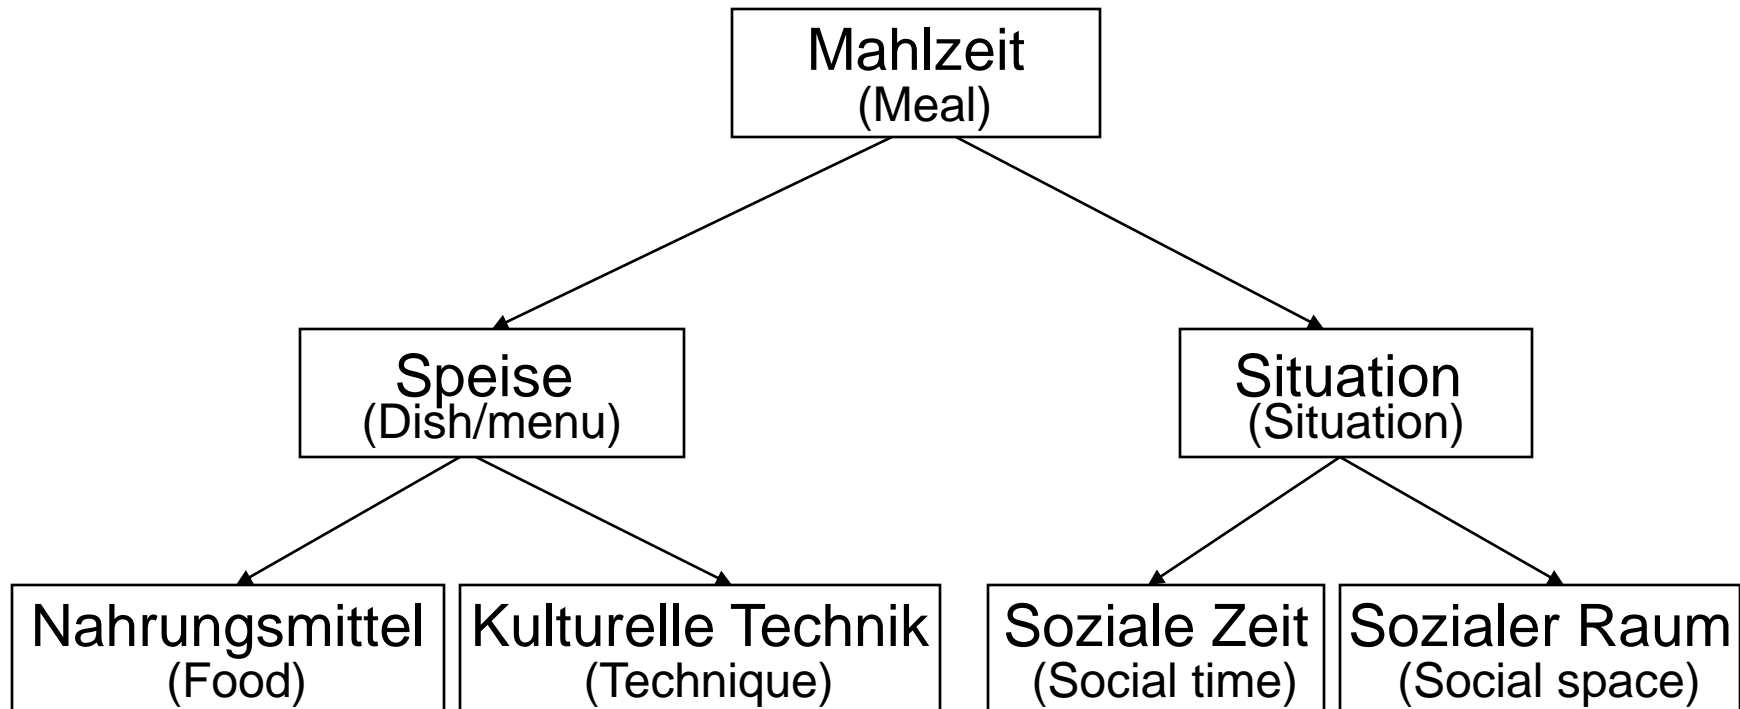 Mahlzeit
(Meal)
Speise
(Dish/menu)
Situation
(Situation)
Nahrungsmittel
(Food)
Kulturelle Technik
(Technique)
Soziale Zeit
(Social time)
Sozialer Raum
(Social space)